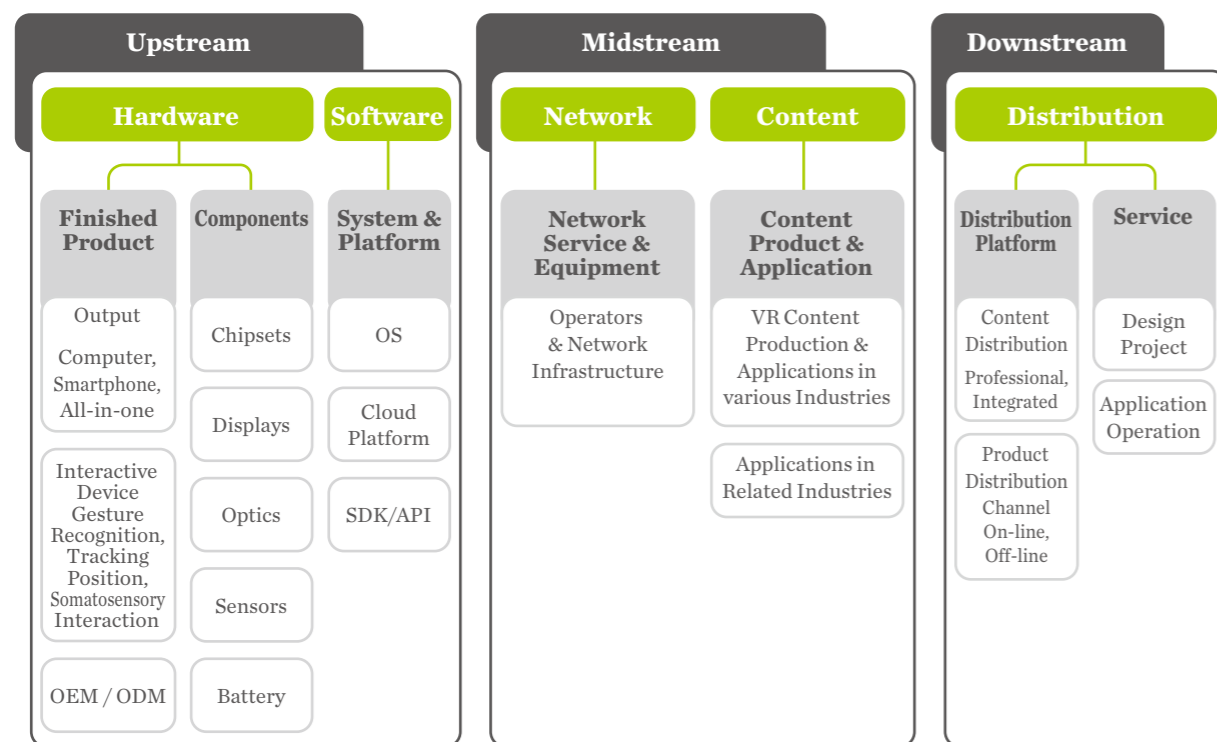 Upstream
Hardware
Software
Finished
Product
Components
System &
Platform
Output
Computer,
Smartphone,
All-in-one
Interactive
Device
Gesture
Recognition,
Tracking
Position,
Somatosensory
Interaction
OEM / ODM
Chipsets
Displays
Optics
Sensors
Battery
OS
Cloud
Platform
SDK/API
Midstream
Network
Content
Network
Service &
Equipment
Content
Product &
Application
Operators
& Network
Infrastructure
VR Content
Production &
Applications in
various Industries
Applications in
Related Industries
Downstream
Distribution
Distribution
Platform
Service
Content
Distribution
Professional,
Integrated
Product
Distribution
Channel
On-line,
Off-line
Design
Project
Application
Operation